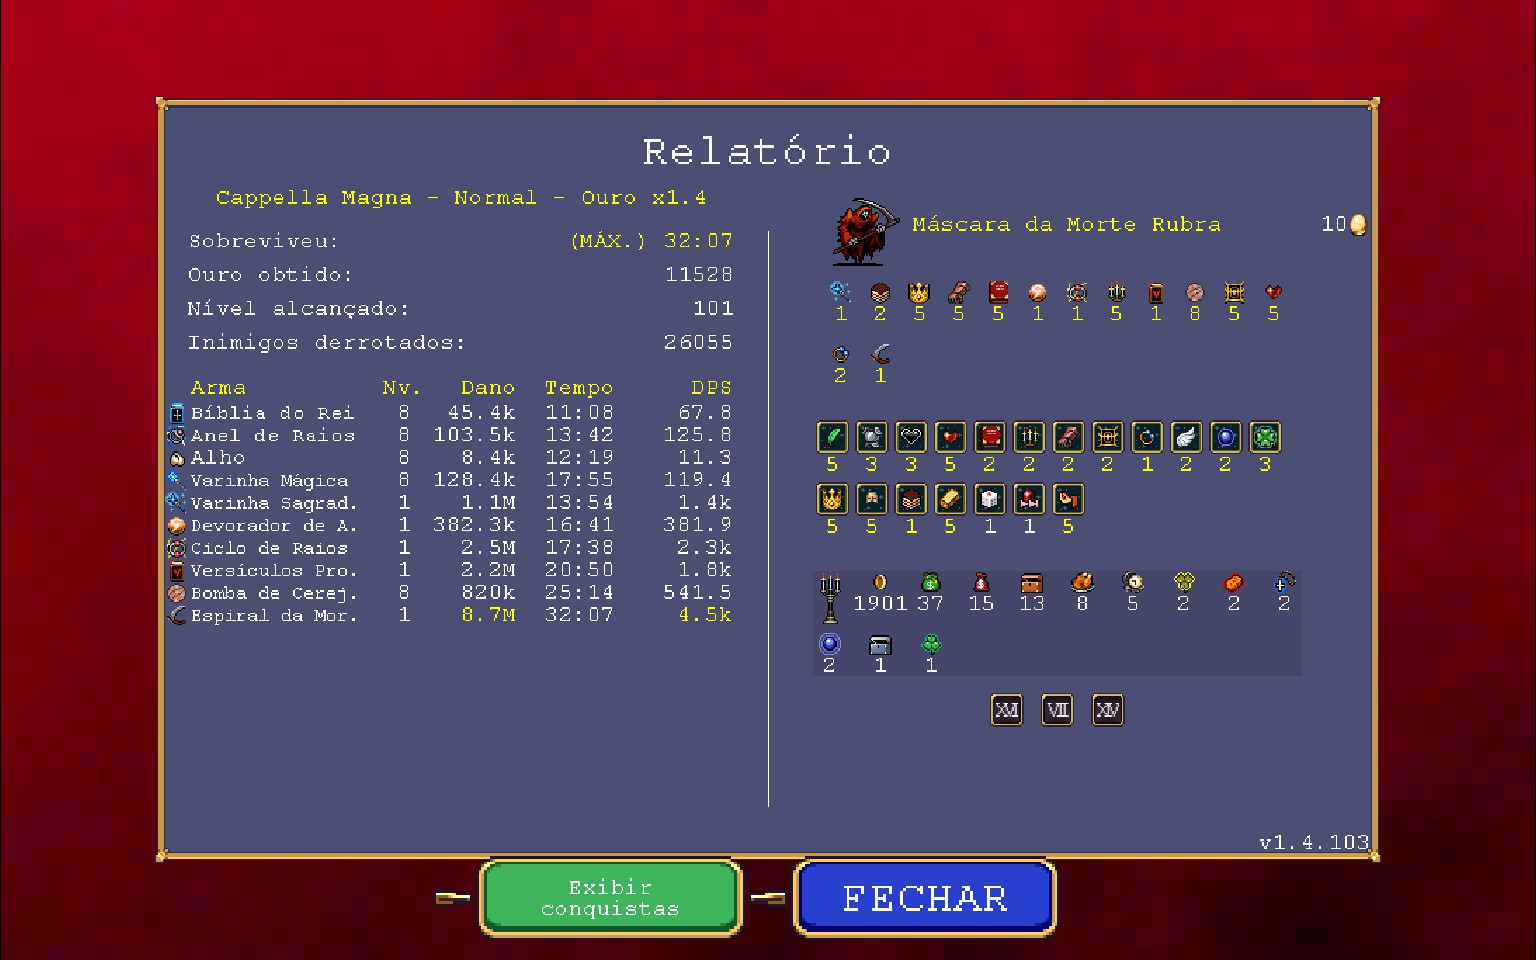 Relatório
Cappella Magna - Normal - Ouro x1.4
Sobreviveu: (MÁX.) 32:07
Ouro obtido: 11528
Nível alcançado: 101
Inimigos derrotados: 26055
Arma Nv. Dano Tempo DPS
Bíblia do Rei 8 45.4k 11:08 67.8
Anel de Raios 8 103.5k 13:42 125.8
Alho 8 8.4k 12:19 11.3
Varinha Mágica 8 128.4k 17:55 119.4
Varinha Sagrad. 1 1.1M 13:54 1.4k
Devorador de A. 1 382.3k 16:41 381.9
Ciclo de Raios 1 2.5M 17:38 2.3k
Versículos Pro. 1 2.2M 20:50 1.8k
Bomba de Cerej. 8 820k 25:14 541.5
Espiral da Mor. 1 8.7M 32:07 4.5k
Máscara da Morte Rubra 10
1 2 5 5 5 1 1 5 1 8 5 5
2 1
5 3 3 5 2 2 2 2 1 2 2 3
5 5 1 5 1 1 5
1901 37 15 13 8 5 2 2 2
2 1 1
XVI VII XIV
v1.4.103
Exibir
conquistas
FECHAR